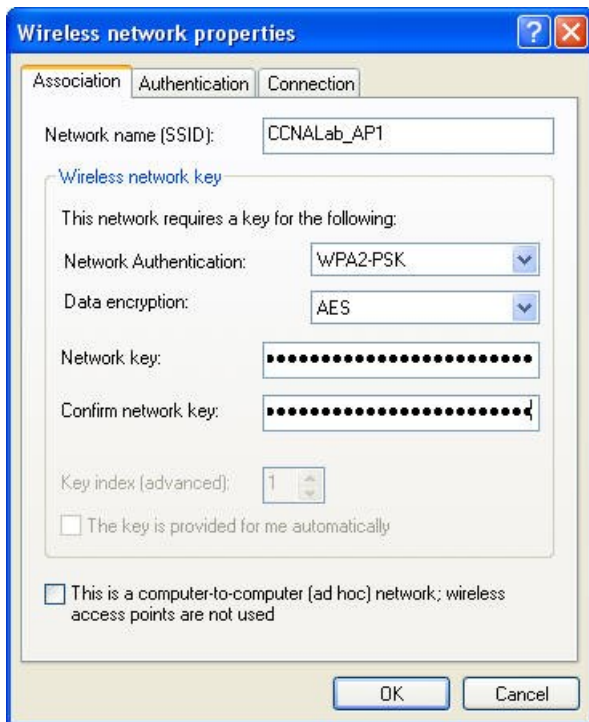 Wireless network properties
?
Association Authentication Connection
Network name (SSID): CCNALab_AP1
Wireless network key
This network requires a key for the following:
Network Authentication: WPA2-PSK
Data encryption: AES
Network key: ••••••••••••••••••••••••
Confirm network key: ••••••••••••••••••••••••
Key index (advanced): 1
The key is provided for me automatically
This is a computer-to-computer (ad hoc) network; wireless
access points are not used
OK Cancel